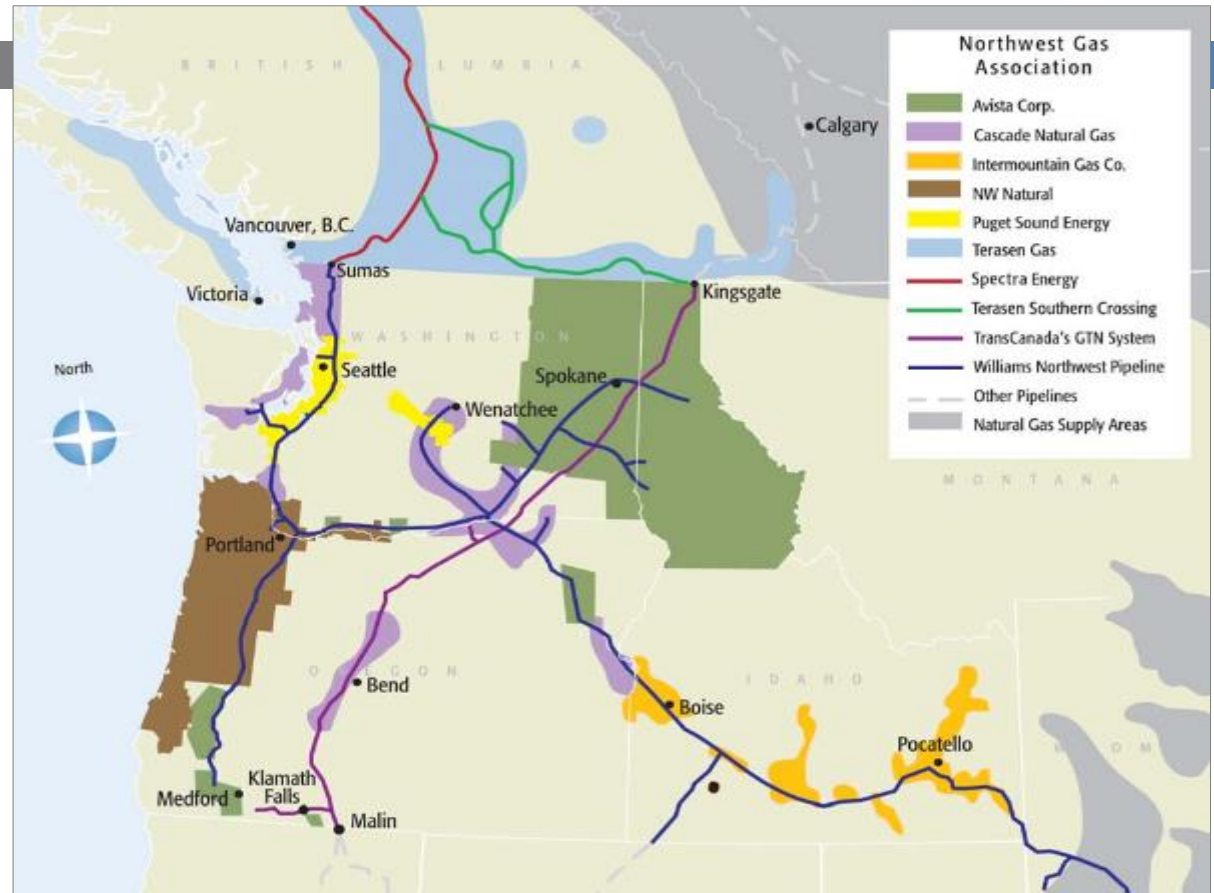 BRITISH COLUMBIA
Northwest Gas
Association
Avista Corp.
Cascade Natural Gas
Intermountain Gas Co.
NW Natural
Puget Sound Energy
Terasen Gas
Spectra Energy
Terasen Southern Crossing
TransCanada's GTN System
Williams Northwest Pipeline
Other Pipelines
Natural Gas Supply Areas
Calgary
Vancouver, B.C.
Sumas
Victoria
Kingsgate
WASHINGTON
North
Seattle
Spokane
Wenatchee
MONTANA
Portland
OREGON
Bend
IDAHO
Boise
Pocatello
Medford
Klamath
Falls
Malin